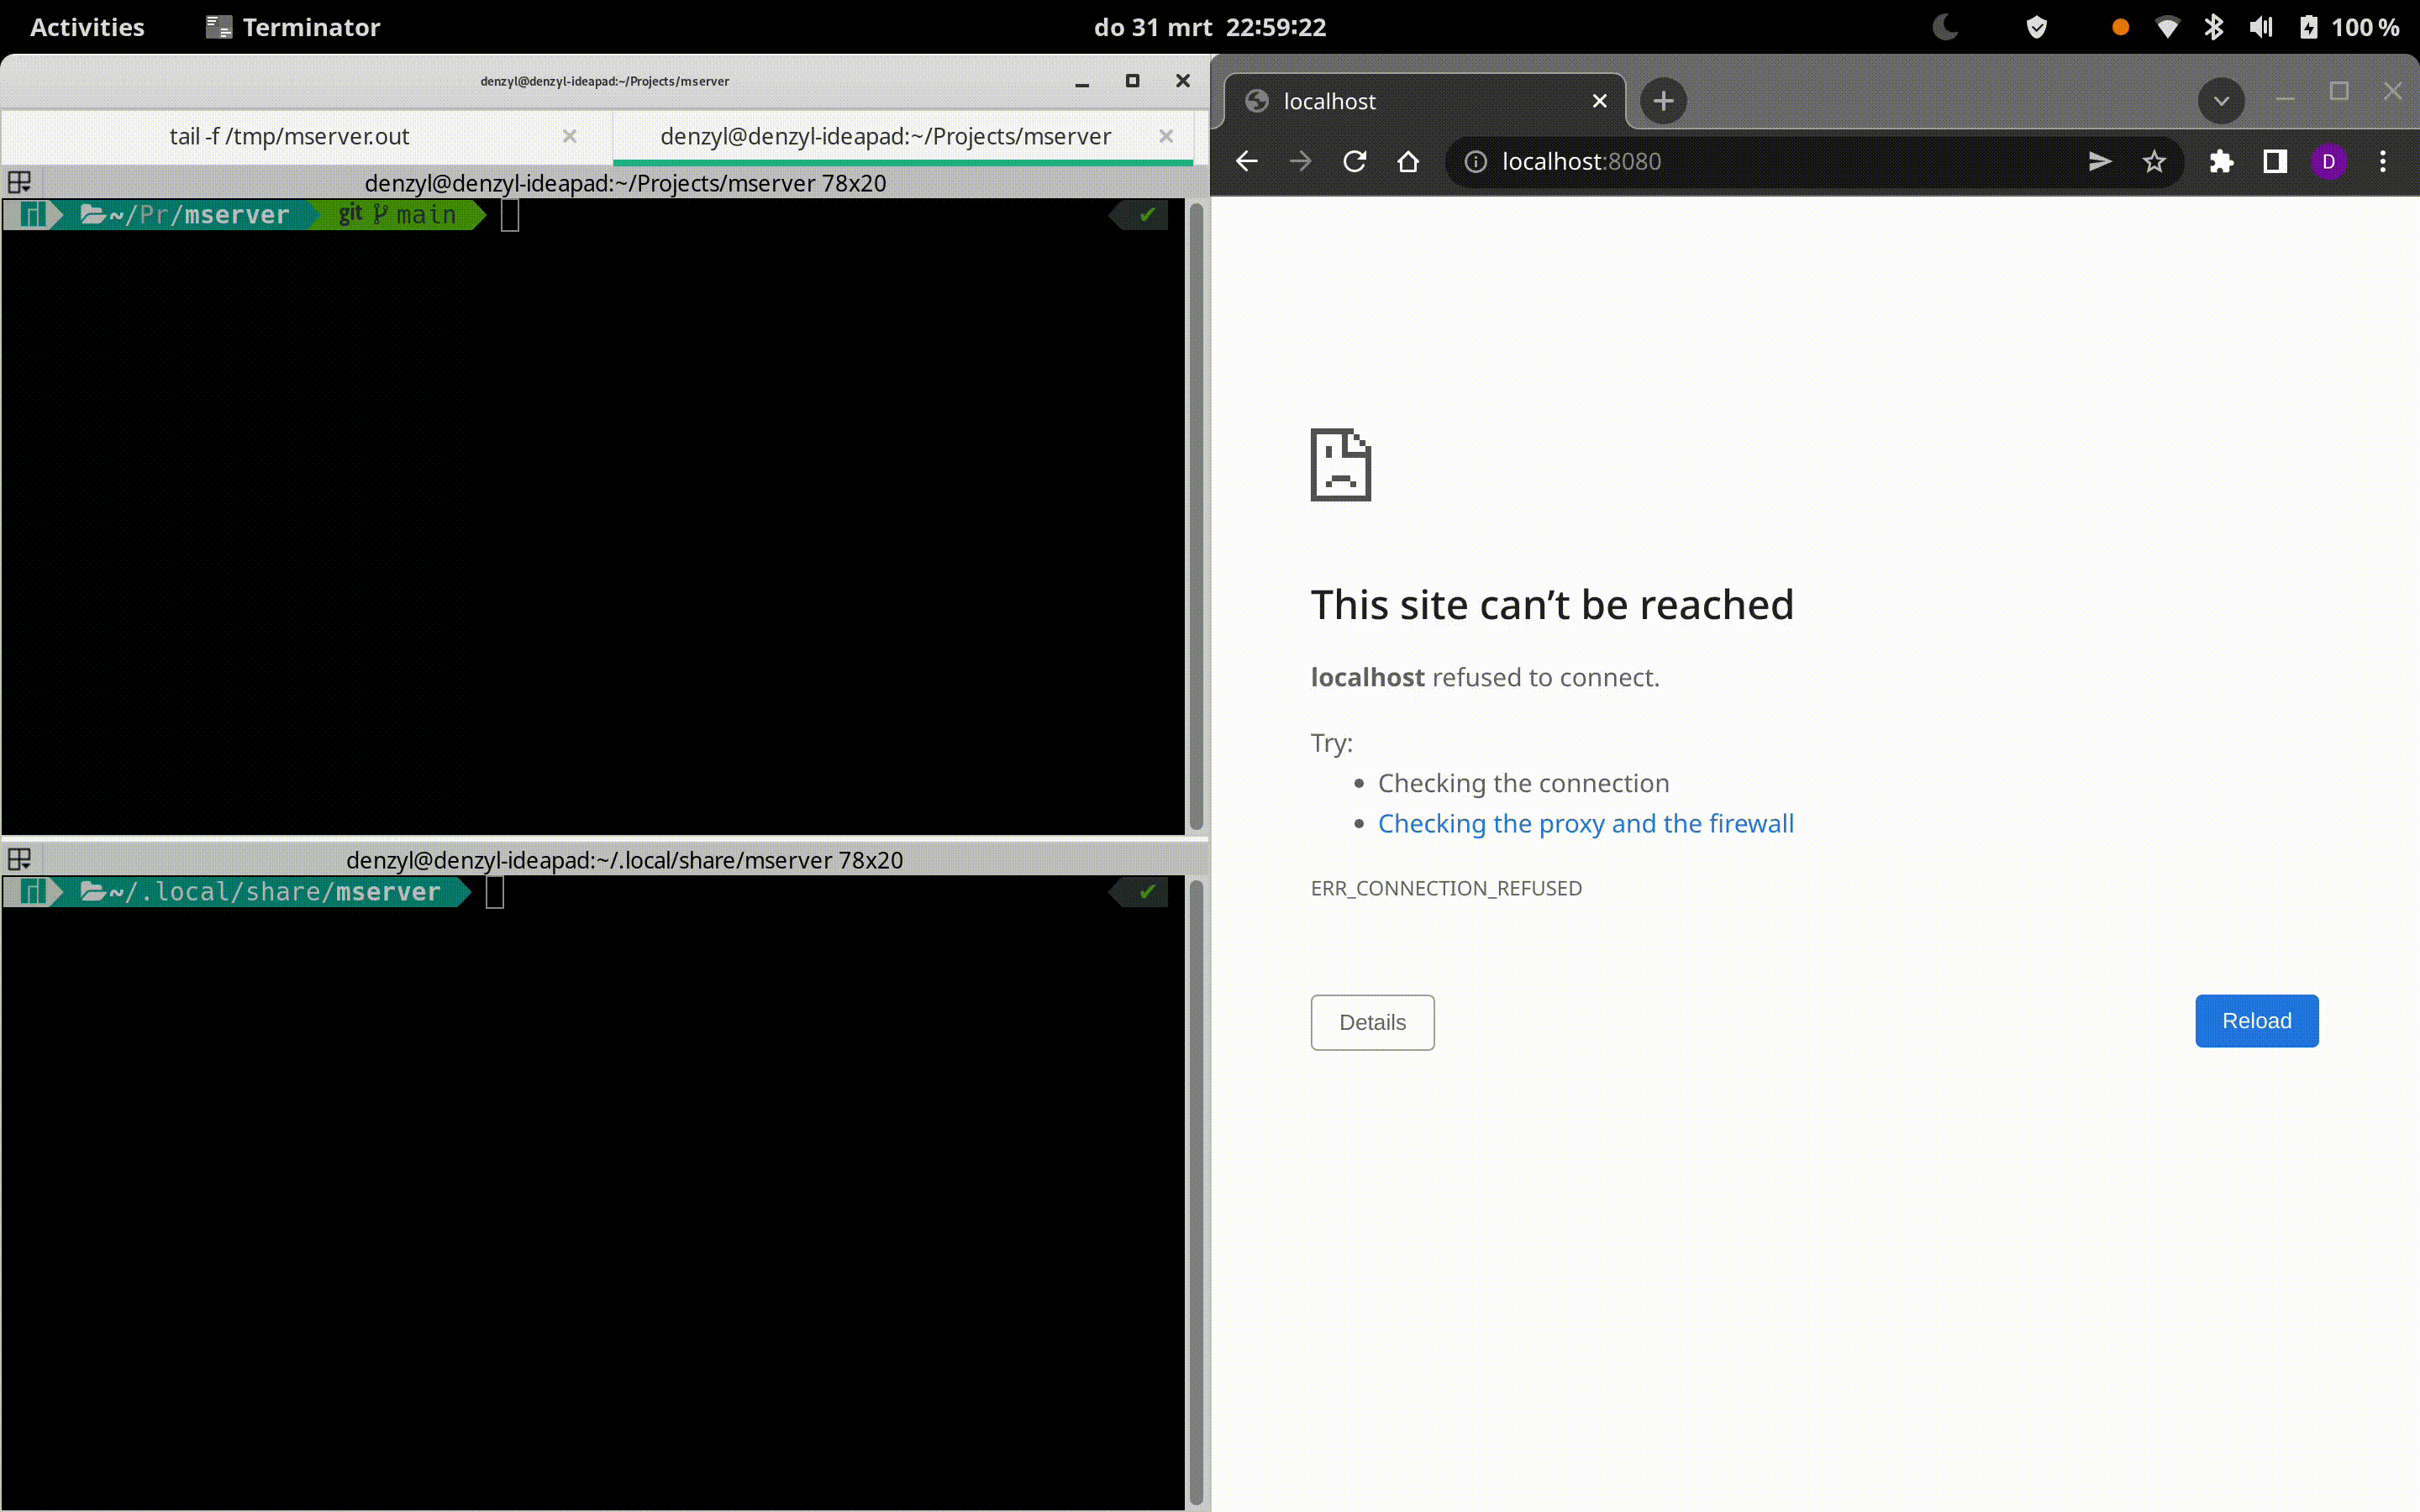 Activities Terminator do 31 mrt 22:59:22 100 %
denzyl@denzyl-ideapad:~/Projects/mserver
tail -f /tmp/mserver.out denzyl@denzyl-ideapad:~/Projects/mserver
denzyl@denzyl-ideapad:~/Projects/mserver 78x20
~/Pr/mserver git main ✔
denzyl@denzyl-ideapad:~/.local/share/mserver 78x20
~/.local/share/mserver ✔
localhost
localhost:8080 D
This site can’t be reached
localhost refused to connect.
Try:
• Checking the connection
• Checking the proxy and the firewall
ERR_CONNECTION_REFUSED
Details Reload